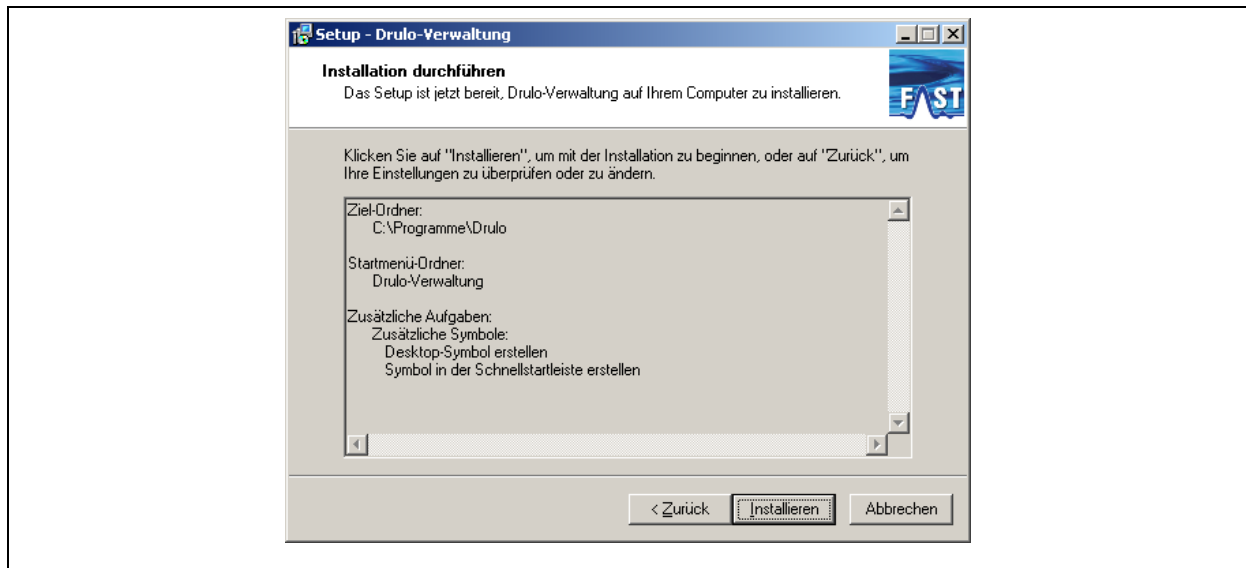 Setup - Drulo-Verwaltung
Installation durchführen
Das Setup ist jetzt bereit, Drulo-Verwaltung auf Ihrem Computer zu installieren.
FAST
Klicken Sie auf "Installieren", um mit der Installation zu beginnen, oder auf "Zurück", um
Ihre Einstellungen zu überprüfen oder zu ändern.
Ziel-Ordner:
C:\Programme\Drulo
Startmenü-Ordner:
Drulo-Verwaltung
Zusätzliche Aufgaben:
Zusätzliche Symbole:
Desktop-Symbol erstellen
Symbol in der Schnellstartleiste erstellen
< Zurück Installieren Abbrechen